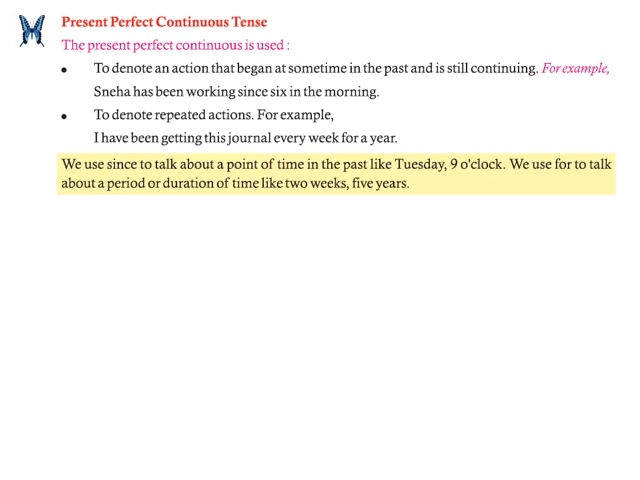 Present Perfect Continuous Tense
The present perfect continuous is used :
• To denote an action that began at sometime in the past and is still continuing. For example,
Sneha has been working since six in the morning.
• To denote repeated actions. For example,
I have been getting this journal every week for a year.
We use since to talk about a point of time in the past like Tuesday, 9 o'clock. We use for to talk
about a period or duration of time like two weeks, five years.